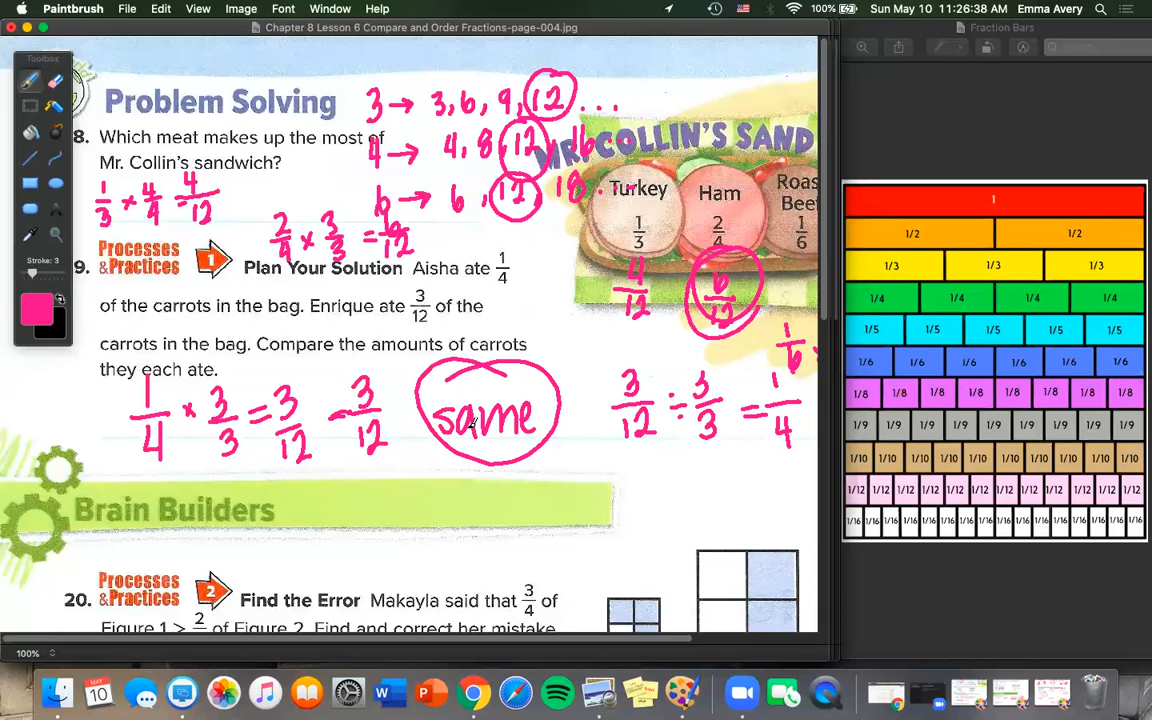 Paintbrush File Edit View Image Font Window Help 100% Sun May 10 11:26:38 AM Emma Avery
Chapter 8 Lesson 6 Compare and Order Fractions-page-004.jpg
Fraction Bars
Toolbox
Stroke: 3
Problem Solving
3 → 3, 6, 9, 12 ...
4 → 4, 8, 12, 16 ...
6 → 6, 12, 18 ...
8. Which meat makes up the most of
Mr. Collin's sandwich?
1/3 × 4/4 = 4/12
2/4 × 3/3 = 6/12
MR. COLLIN'S SAND
Turkey
1/3
Ham
2/4
Roas
Bee
1/6
4/12
6/12
1/6
Processes
&Practices
1
9. Plan Your Solution Aisha ate 1/4
of the carrots in the bag. Enrique ate 3/12 of the
carrots in the bag. Compare the amounts of carrots
they each ate.
1/4 × 3/3 = 3/12 = 3/12 same
3/12 ÷ 3/3 = 1/4
Brain Builders
Processes
&Practices
2
20. Find the Error Makayla said that 3/4 of
Figure 1 > 2/ of Figure 2. Find and correct her mistake
100%
1
1/2 1/2
1/3 1/3 1/3
1/4 1/4 1/4 1/4
1/5 1/5 1/5 1/5 1/5
1/6 1/6 1/6 1/6 1/6 1/6
1/8 1/8 1/8 1/8 1/8 1/8 1/8 1/8
1/9 1/9 1/9 1/9 1/9 1/9 1/9 1/9 1/9
1/10 1/10 1/10 1/10 1/10 1/10 1/10 1/10 1/10 1/10
1/12 1/12 1/12 1/12 1/12 1/12 1/12 1/12 1/12 1/12 1/12 1/12
1/16 1/16 1/16 1/16 1/16 1/16 1/16 1/16 1/16 1/16 1/16 1/16 1/16 1/16 1/16 1/16
MAY
10